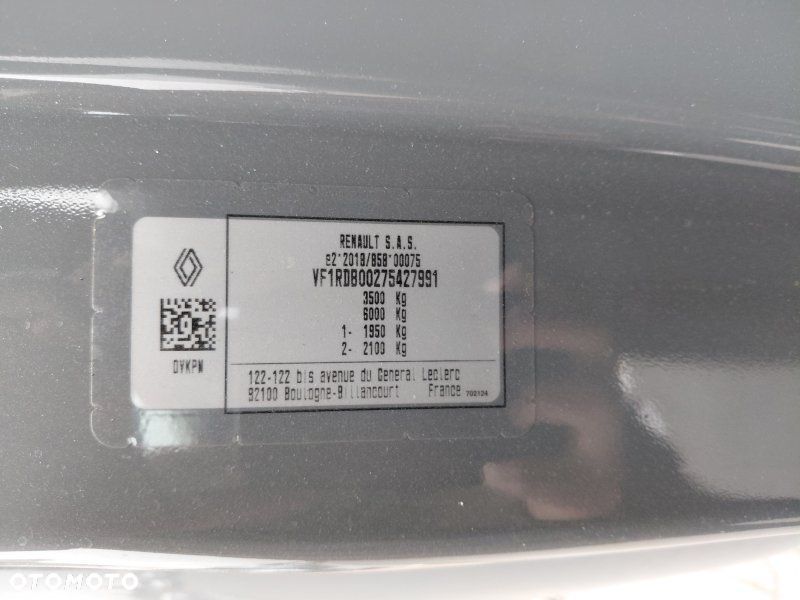 RENAULT S.A.S.
e2*2018/858*00075
VF1RDB00275427991
3500 Kg
6000 Kg
1- 1950 Kg
2- 2100 Kg
DVKPM
122-122 bis avenue du General Leclerc
92100 Boulogne-Billancourt France 702104
OTOMOTO